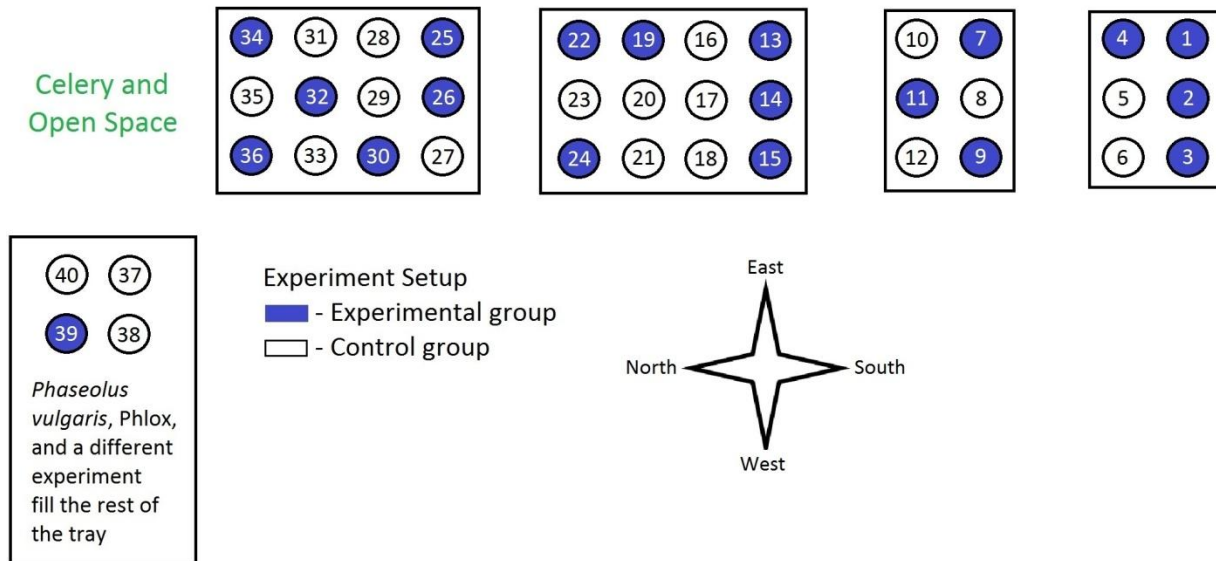 34 31 28 25
35 32 29 26
36 33 30 27
22 19 16 13
23 20 17 14
24 21 18 15
10 7
11 8
12 9
4 1
5 2
6 3
Celery and
Open Space
40 37
39 38
Phaseolus
vulgaris, Phlox,
and a different
experiment
fill the rest of
the tray
Experiment Setup
- Experimental group
- Control group
East
North
South
West